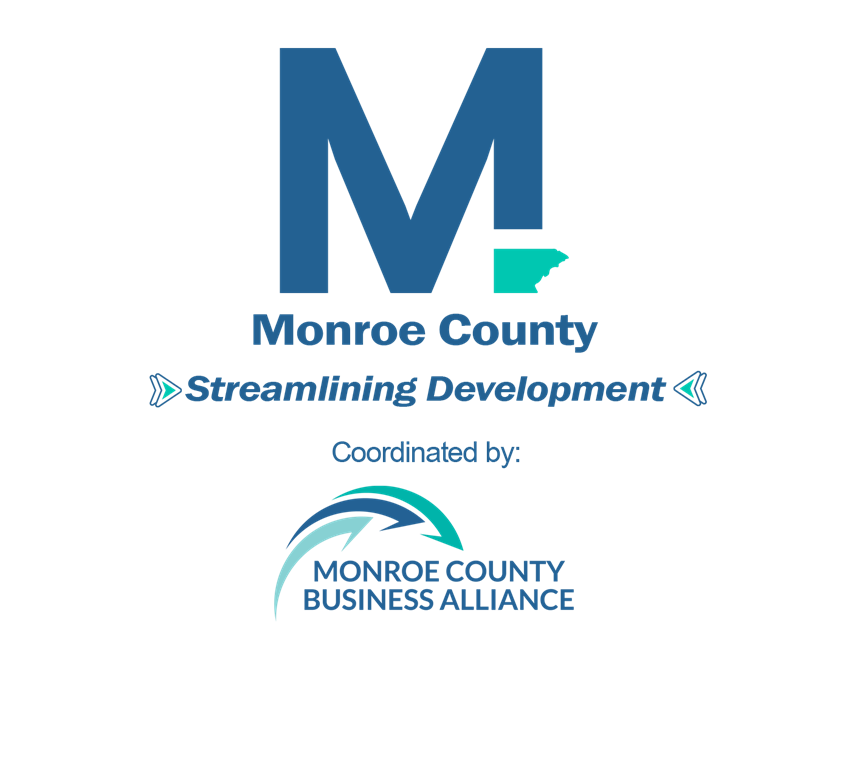 M
Monroe County
Streamlining Development
Coordinated by:
MONROE COUNTY
BUSINESS ALLIANCE